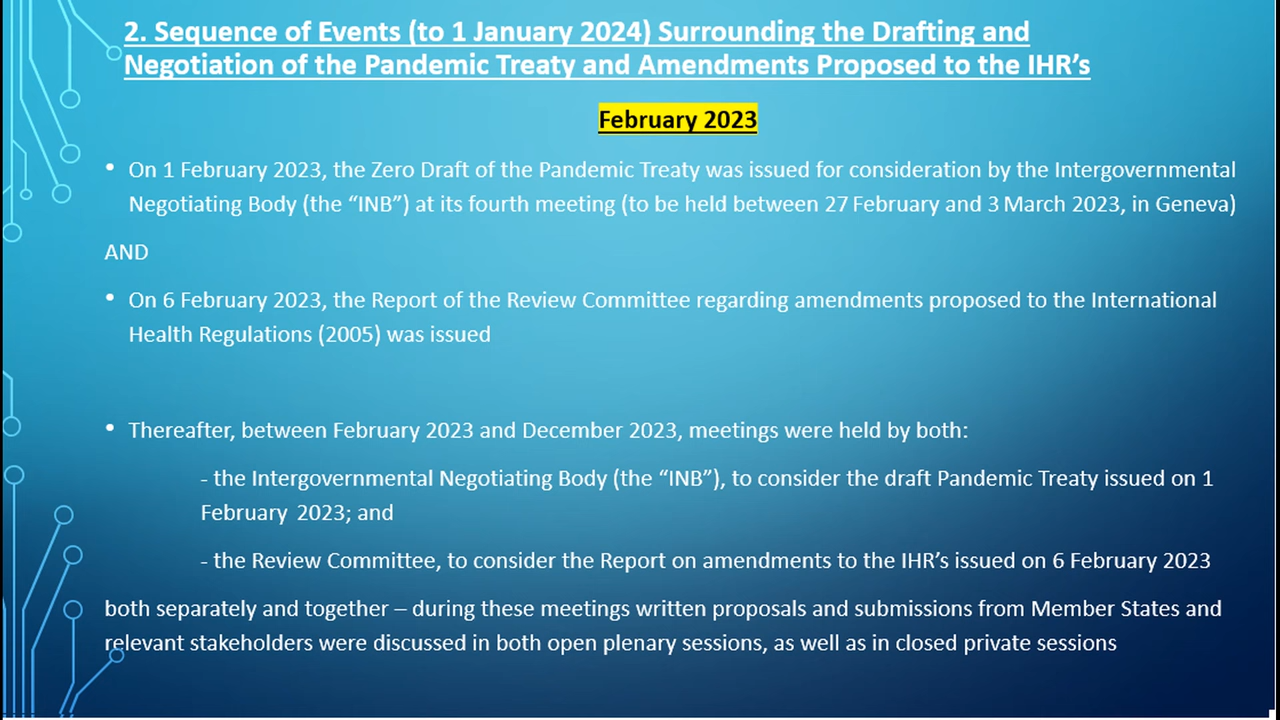 2. Sequence of Events (to 1 January 2024) Surrounding the Drafting and
Negotiation of the Pandemic Treaty and Amendments Proposed to the IHR’s
February 2023
• On 1 February 2023, the Zero Draft of the Pandemic Treaty was issued for consideration by the Intergovernmental
Negotiating Body (the “INB”) at its fourth meeting (to be held between 27 February and 3 March 2023, in Geneva)
AND
• On 6 February 2023, the Report of the Review Committee regarding amendments proposed to the International
Health Regulations (2005) was issued
• Thereafter, between February 2023 and December 2023, meetings were held by both:
- the Intergovernmental Negotiating Body (the “INB”), to consider the draft Pandemic Treaty issued on 1
February 2023; and
- the Review Committee, to consider the Report on amendments to the IHR’s issued on 6 February 2023
both separately and together – during these meetings written proposals and submissions from Member States and
relevant stakeholders were discussed in both open plenary sessions, as well as in closed private sessions